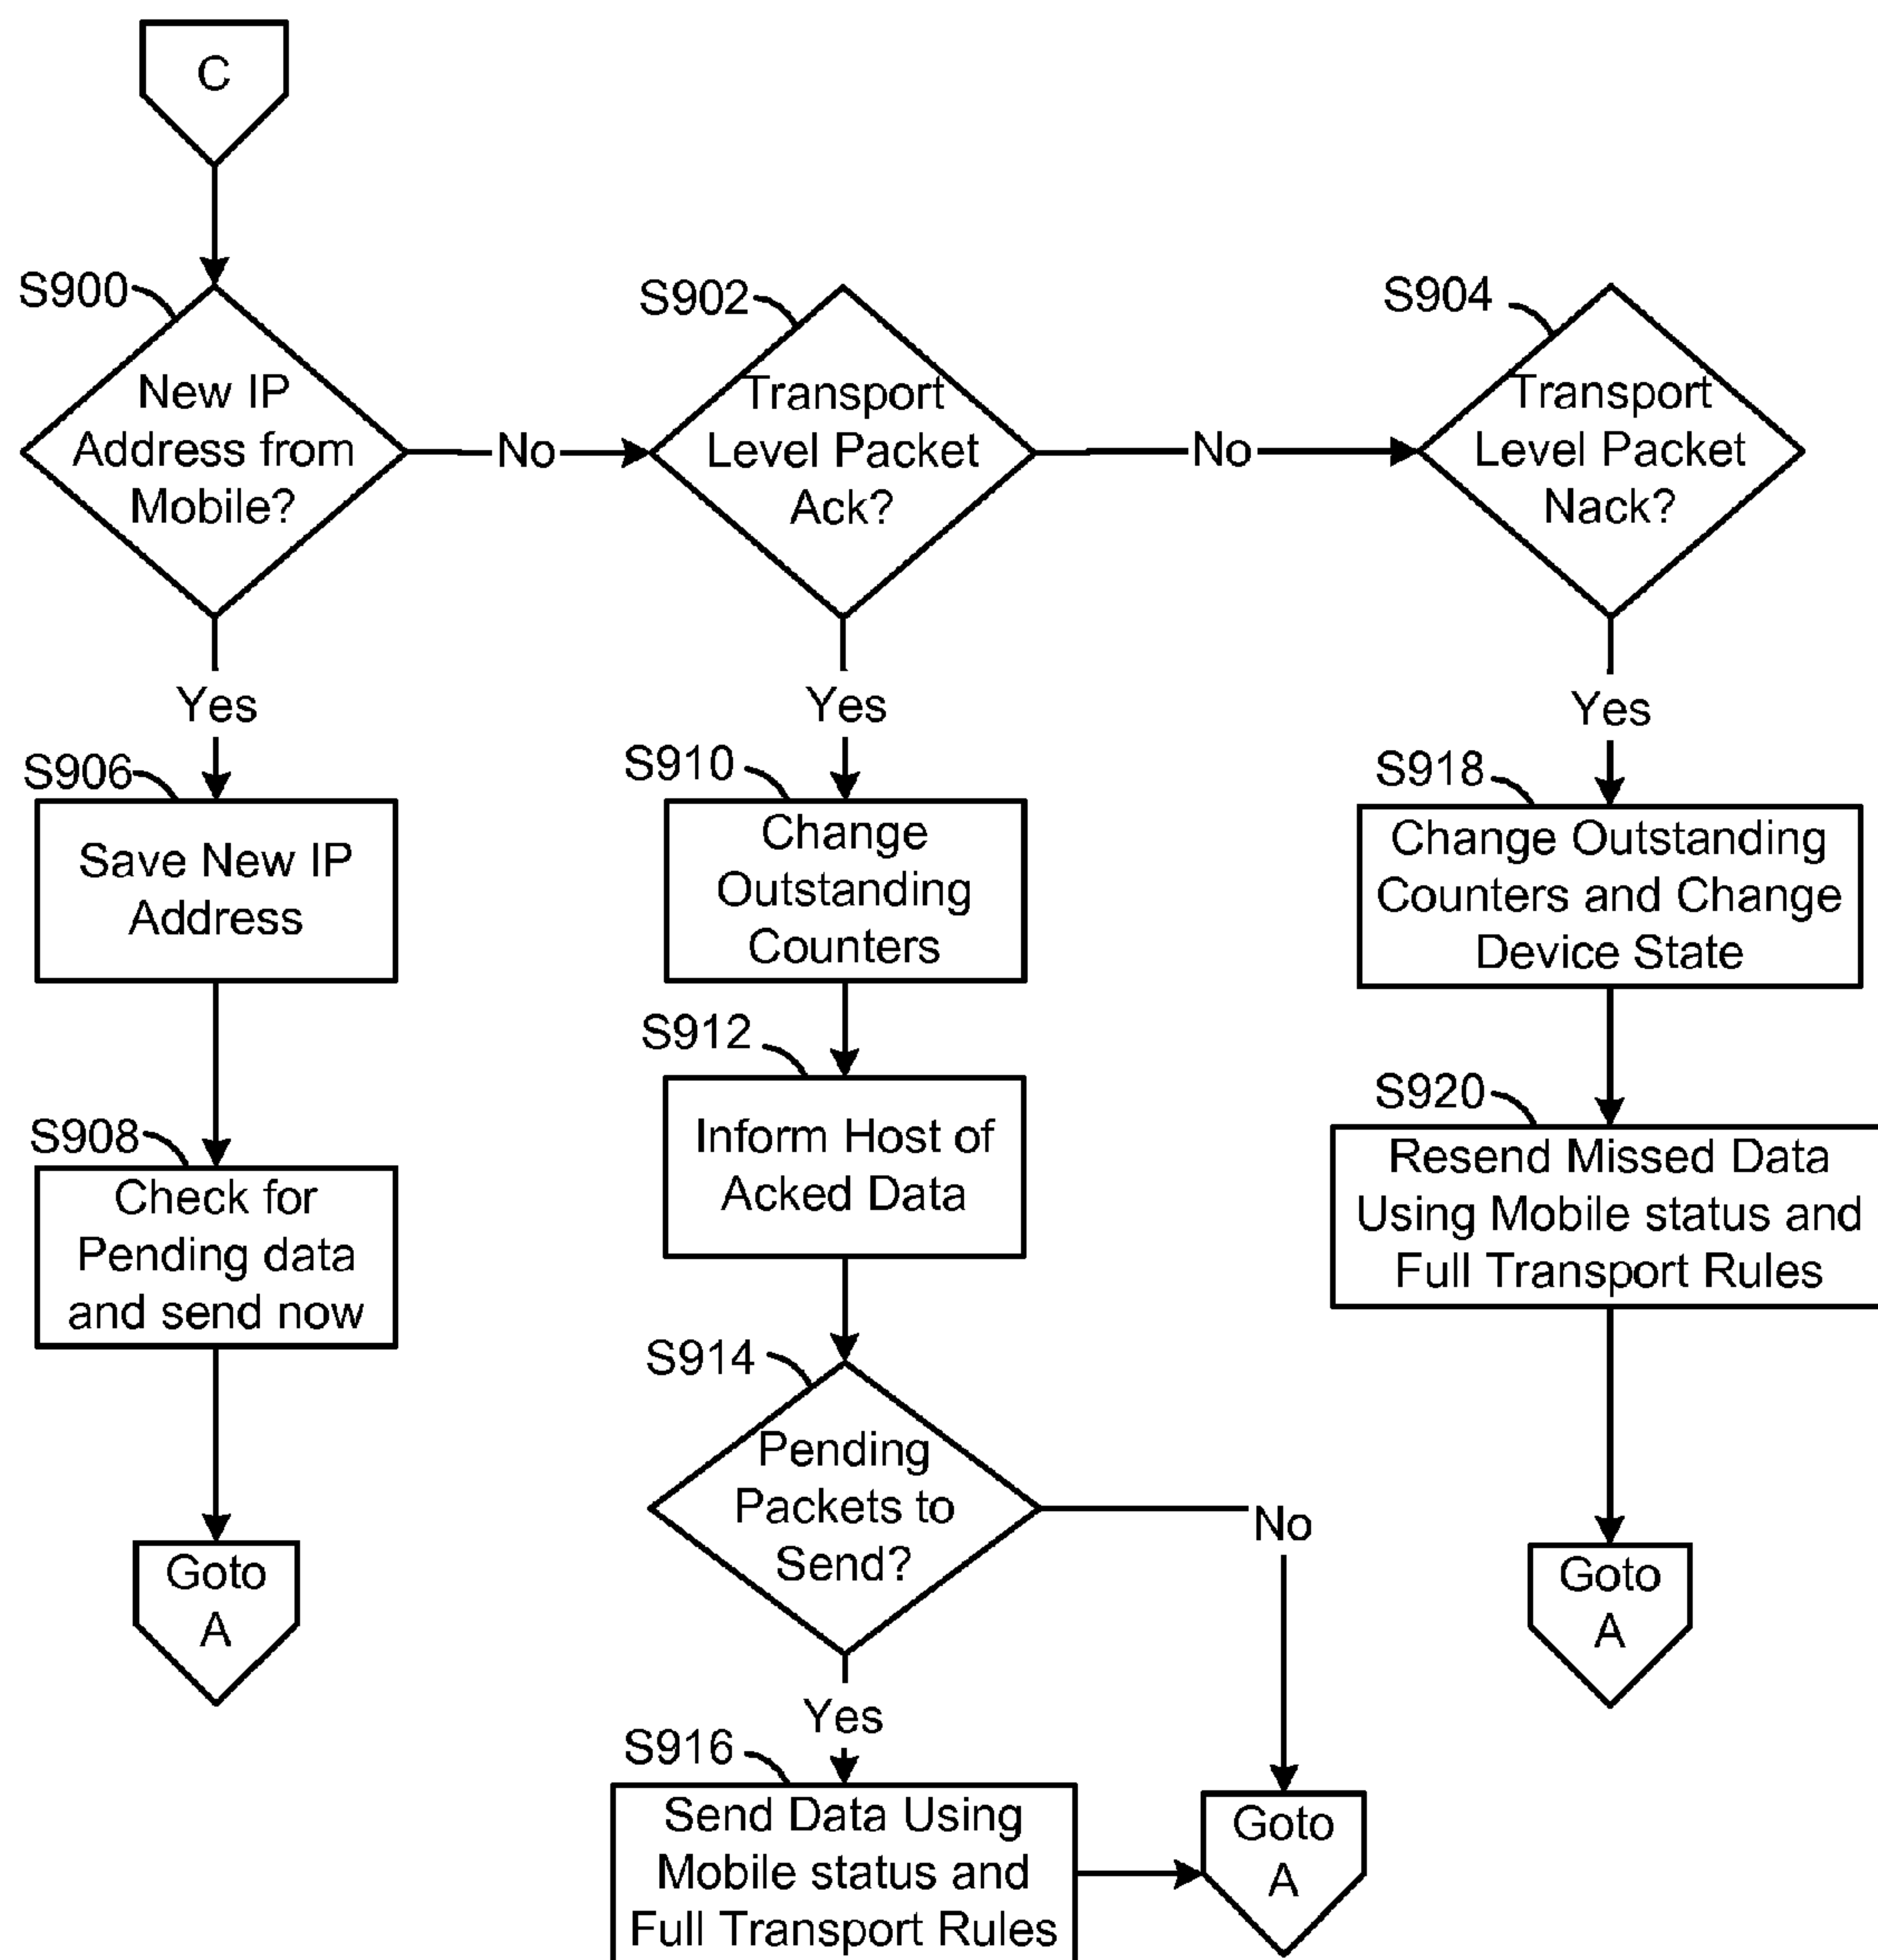 C
S900
New IP
Address from
Mobile?
No
S902
Transport
Level Packet
Ack?
No
S904
Transport
Level Packet
Nack?
Yes
Yes
Yes
S906
Save New IP
Address
S910
Change
Outstanding
Counters
S918
Change Outstanding
Counters and Change
Device State
S908
Check for
Pending data
and send now
S912
Inform Host of
Acked Data
S920
Resend Missed Data
Using Mobile status and
Full Transport Rules
Goto
A
S914
Pending
Packets to
Send?
No
Goto
A
Yes
S916
Send Data Using
Mobile status and
Full Transport Rules
Goto
A